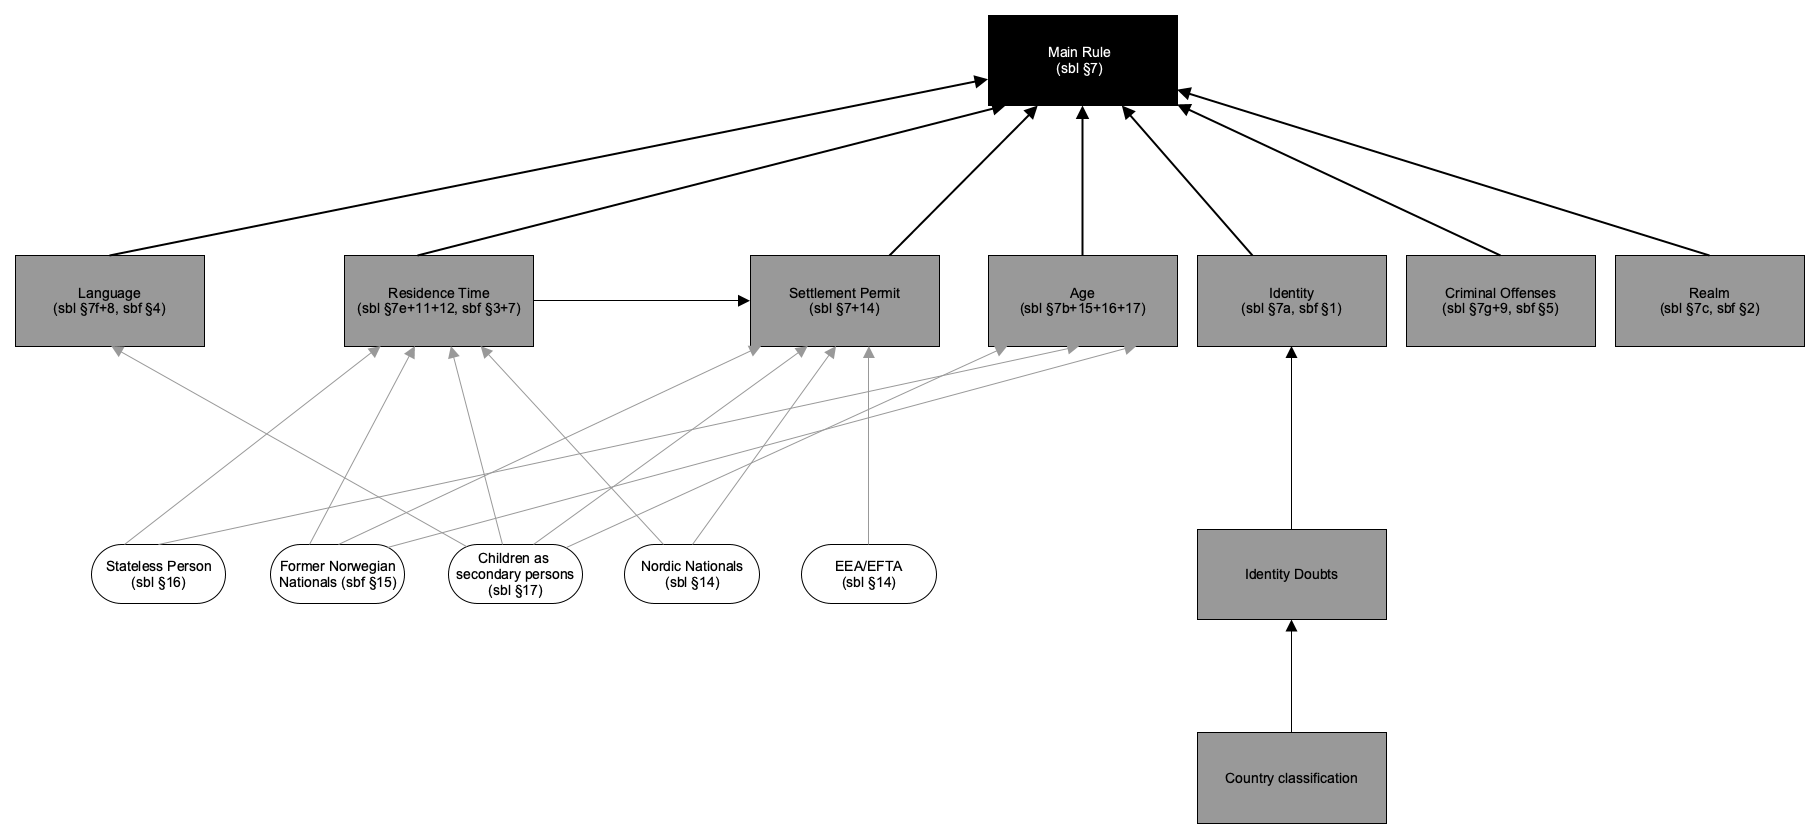 Main Rule
(sbl §7)
Language
(sbl §7f+8, sbf §4)
Residence Time
(sbl §7e+11+12, sbf §3+7)
Settlement Permit
(sbl §7+14)
Age
(sbl §7b+15+16+17)
Identity
(sbl §7a, sbf §1)
Criminal Offenses
(sbl §7g+9, sbf §5)
Realm
(sbl §7c, sbf §2)
Stateless Person
(sbl §16)
Former Norwegian
Nationals (sbf §15)
Children as
secondary persons
(sbl §17)
Nordic Nationals
(sbl §14)
EEA/EFTA
(sbl §14)
Identity Doubts
Country classification